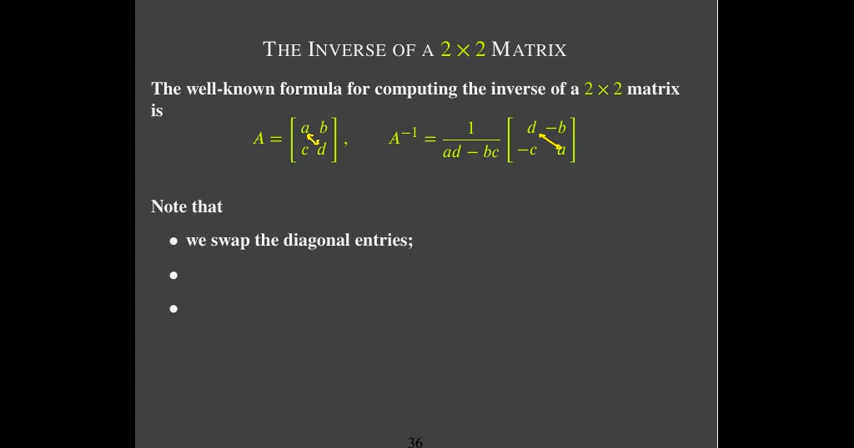 THE INVERSE OF A 2 × 2 MATRIX
The well-known formula for computing the inverse of a 2 × 2 matrix
is
A = [ a b ; c d ] ,   A⁻¹ = 1 / (ad − bc) [ d −b ; −c a ]
Note that
• we swap the diagonal entries;
•
•
36